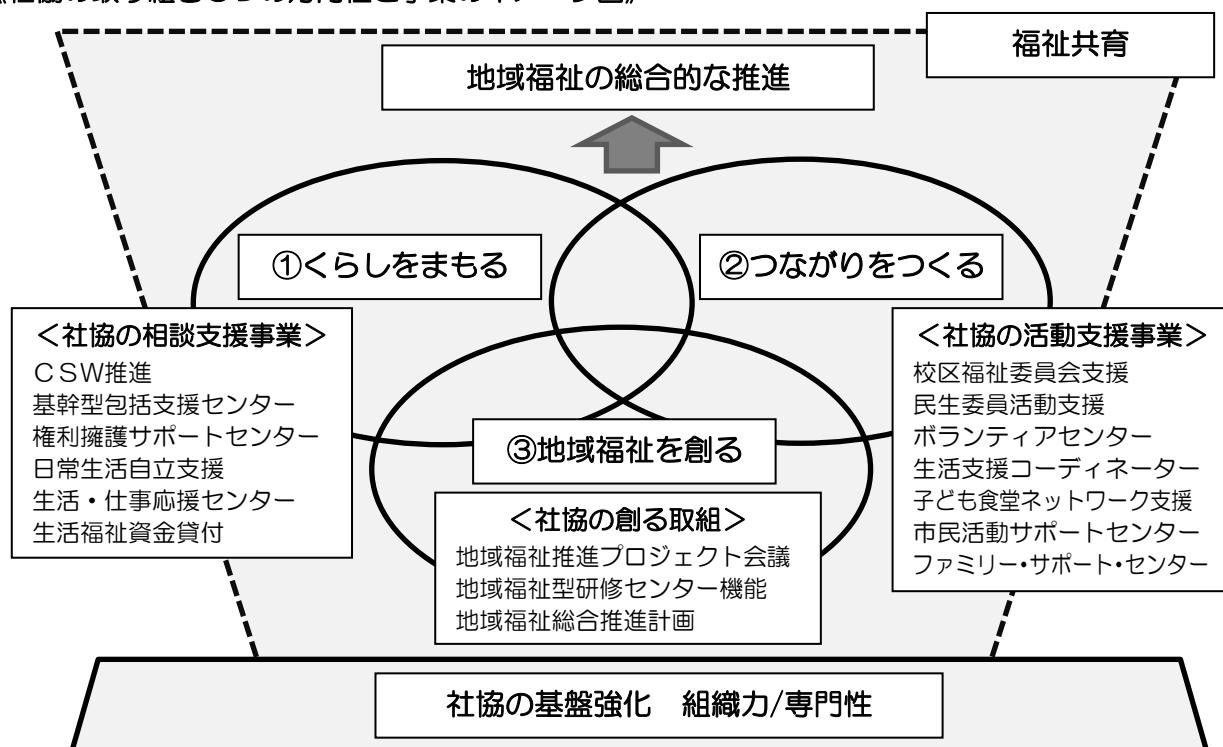 福祉共育
地域福祉の総合的な推進
①くらしをまもる
②つながりをつくる
＜社協の相談支援事業＞
ＣＳＷ推進
基幹型包括支援センター
権利擁護サポートセンター
日常生活自立支援
生活・仕事応援センター
生活福祉資金貸付
＜社協の活動支援事業＞
校区福祉委員会支援
民生委員活動支援
ボランティアセンター
生活支援コーディネーター
子ども食堂ネットワーク支援
市民活動サポートセンター
ファミリー・サポート・センター
③地域福祉を創る
＜社協の創る取組＞
地域福祉推進プロジェクト会議
地域福祉型研修センター機能
地域福祉総合推進計画
社協の基盤強化　組織力/専門性